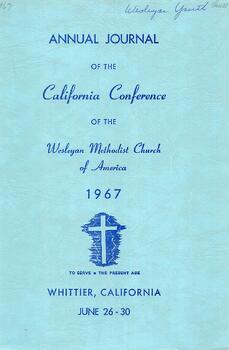 67
Wesleyan Youth
ANNUAL JOURNAL
OF THE
California Conference
OF THE
Wesleyan Methodist Church
of America
1967
TO SERVE THE PRESENT AGE
WHITTIER, CALIFORNIA
JUNE 26-30